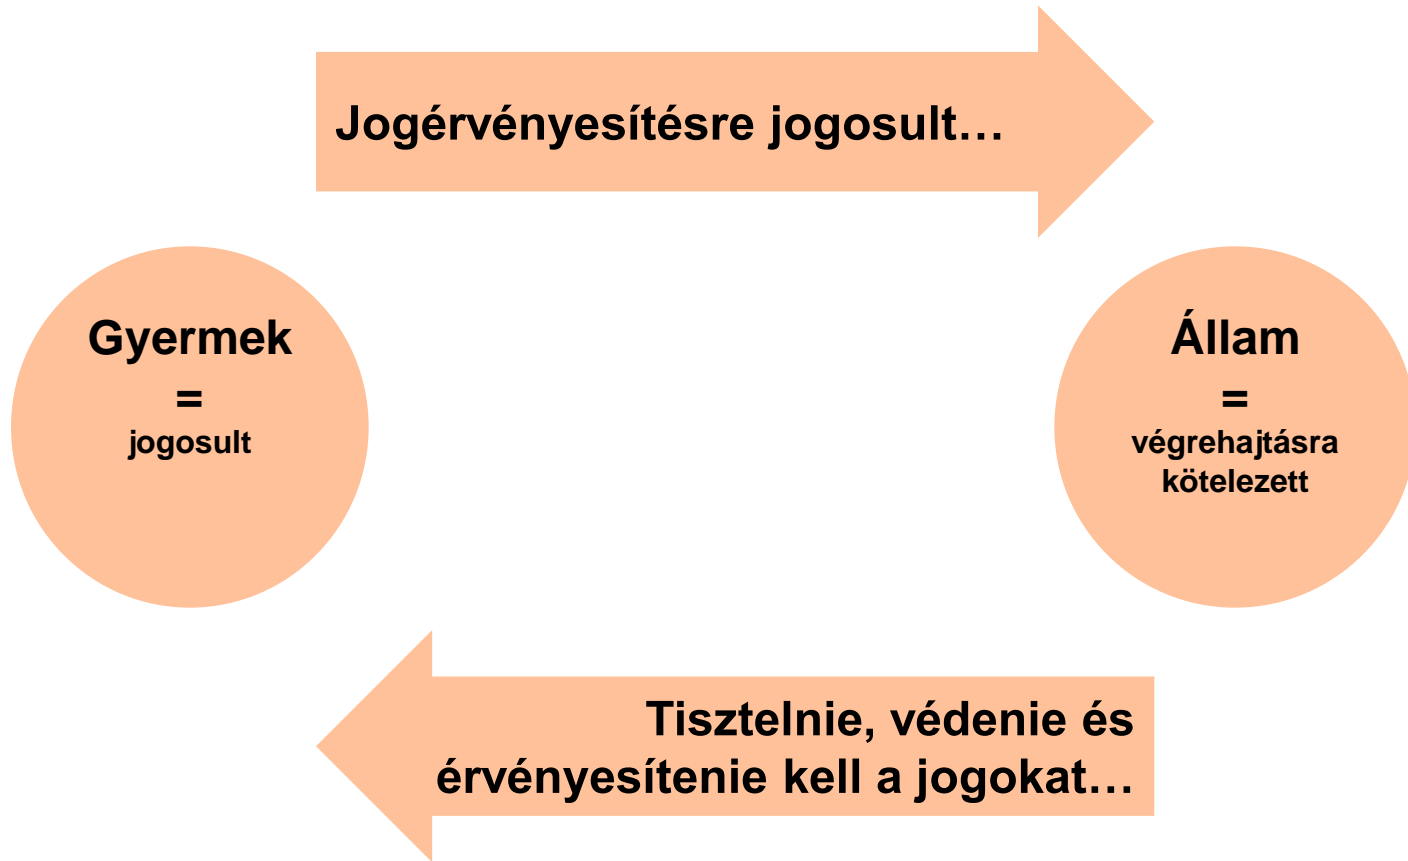 Jogérvényesítésre jogosult…
Gyermek
=
jogosult
Állam
=
végrehajtásra
kötelezett
Tisztelnie, védenie és
érvényesítenie kell a jogokat…